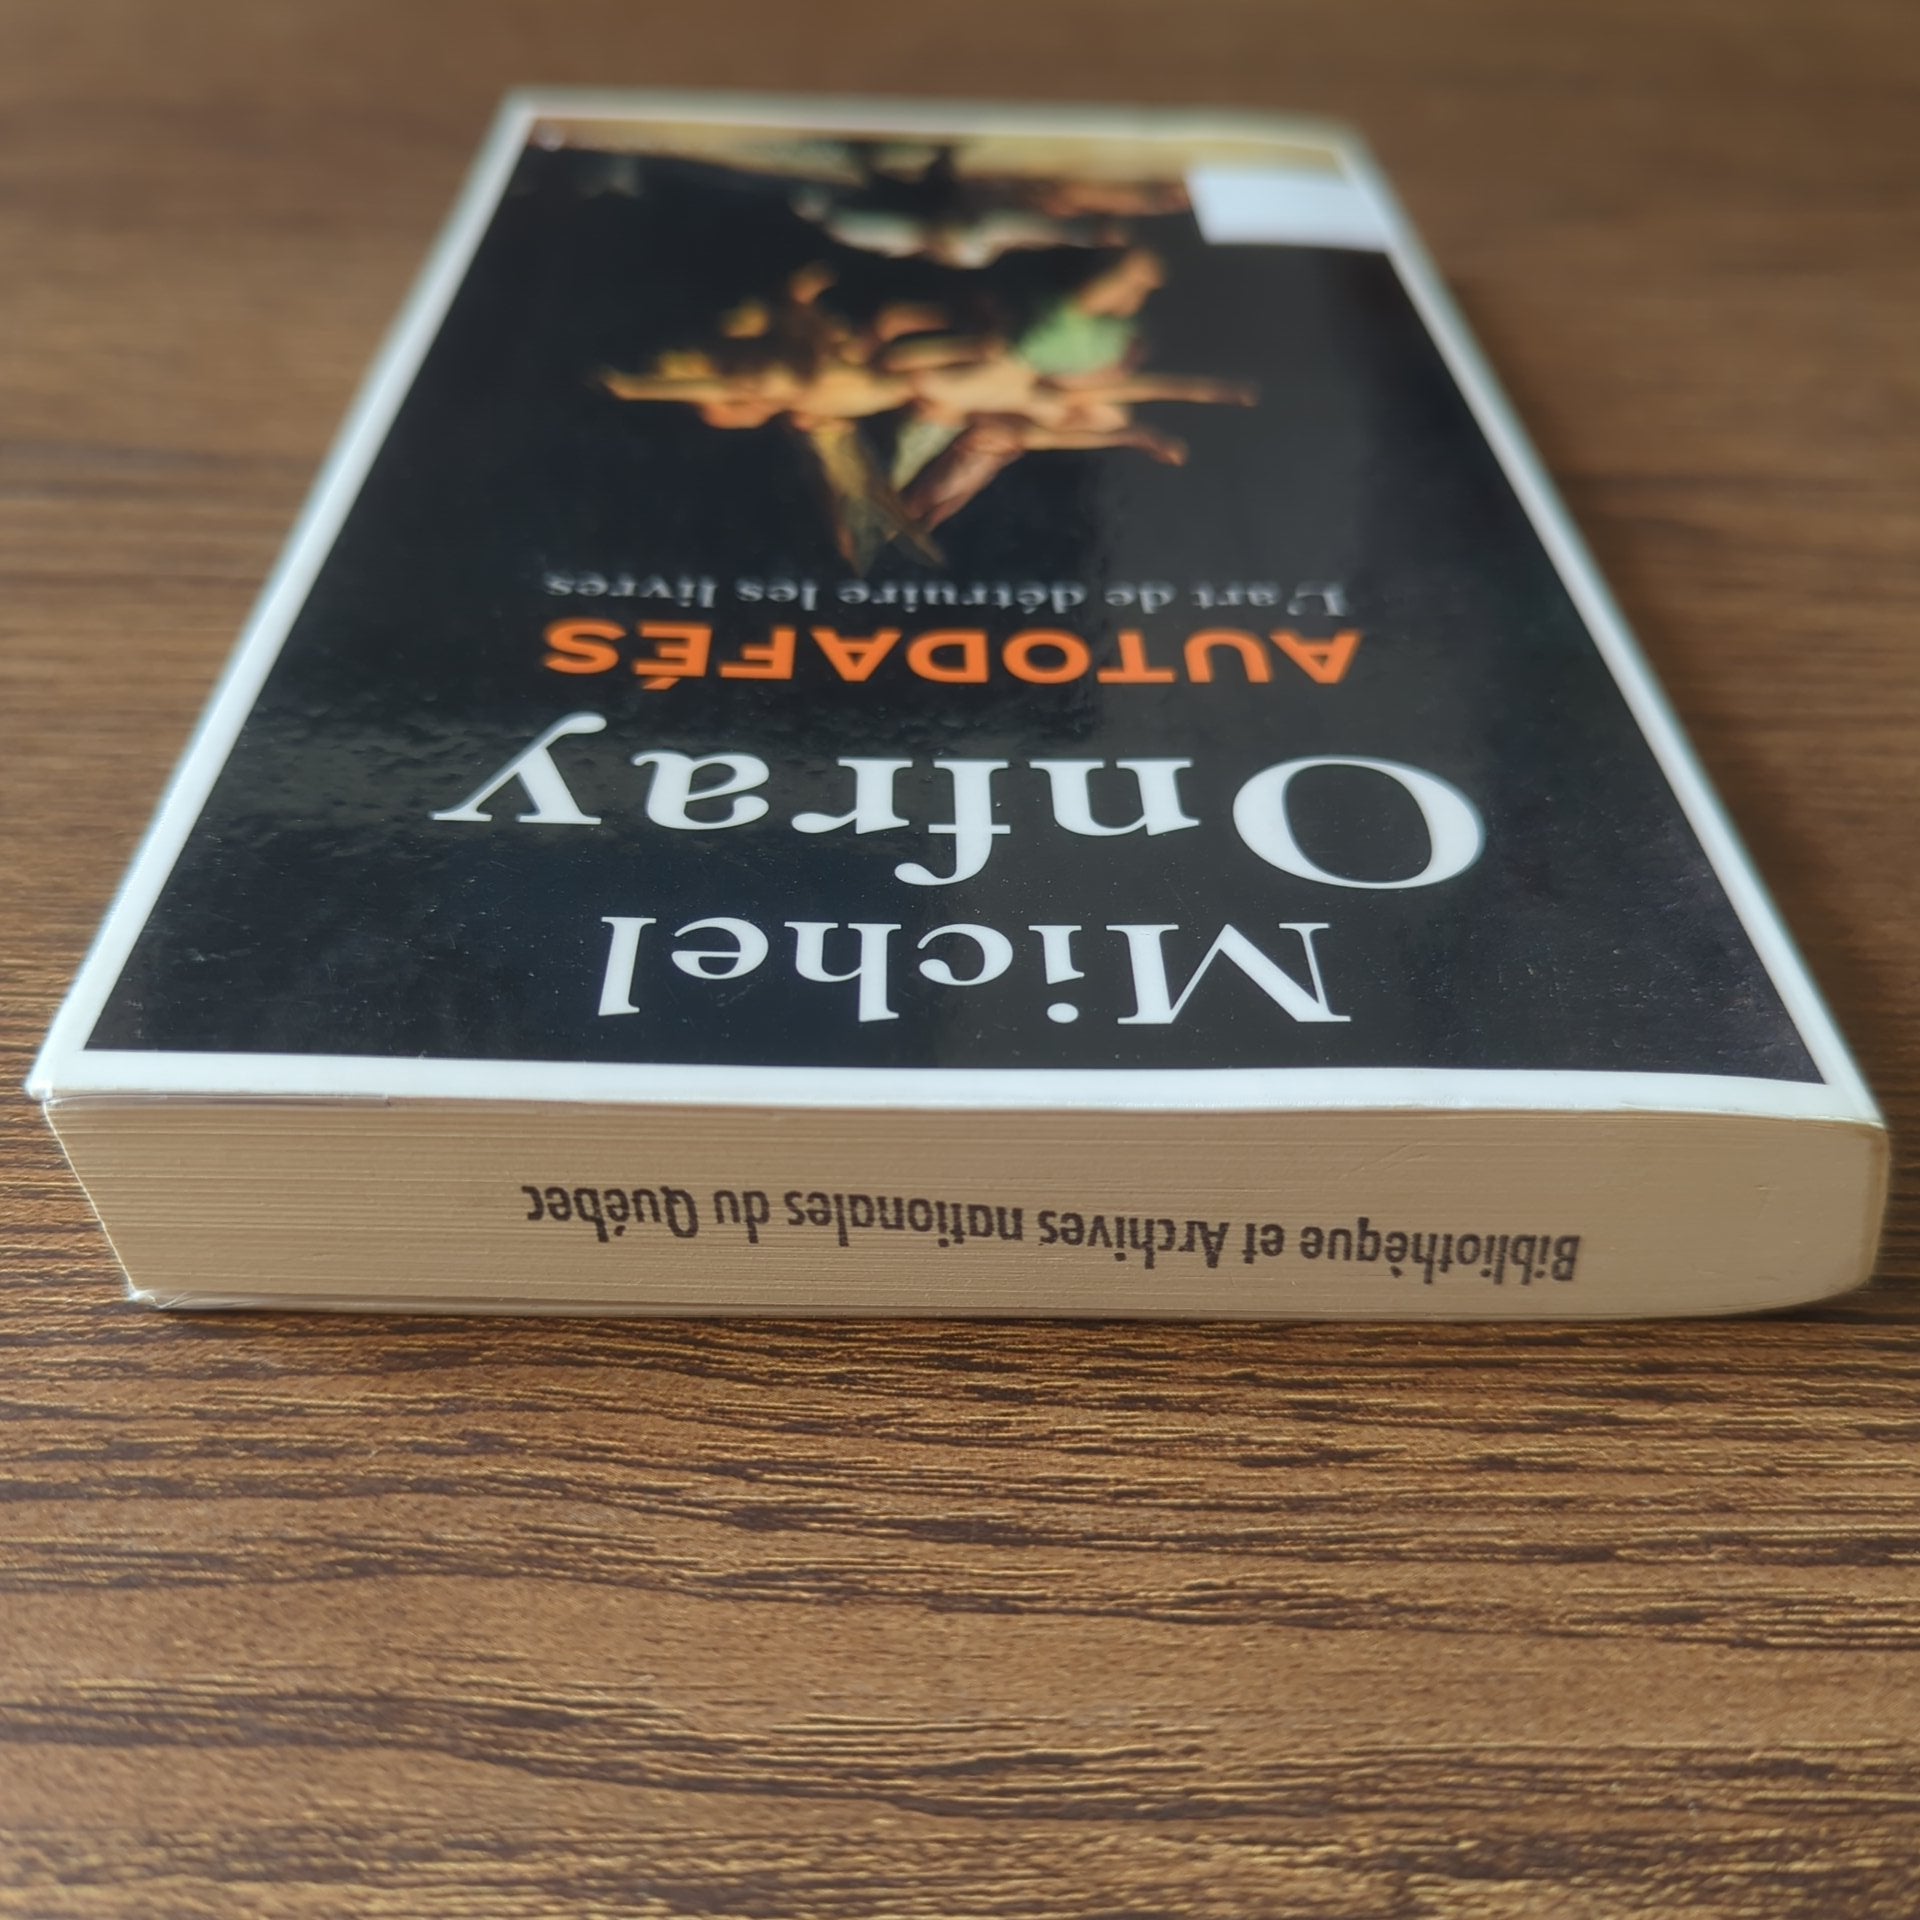 Michel
Onfray
AUTODAFÉS
L'art de détruire les livres
Bibliothèque et Archives nationales du Québec